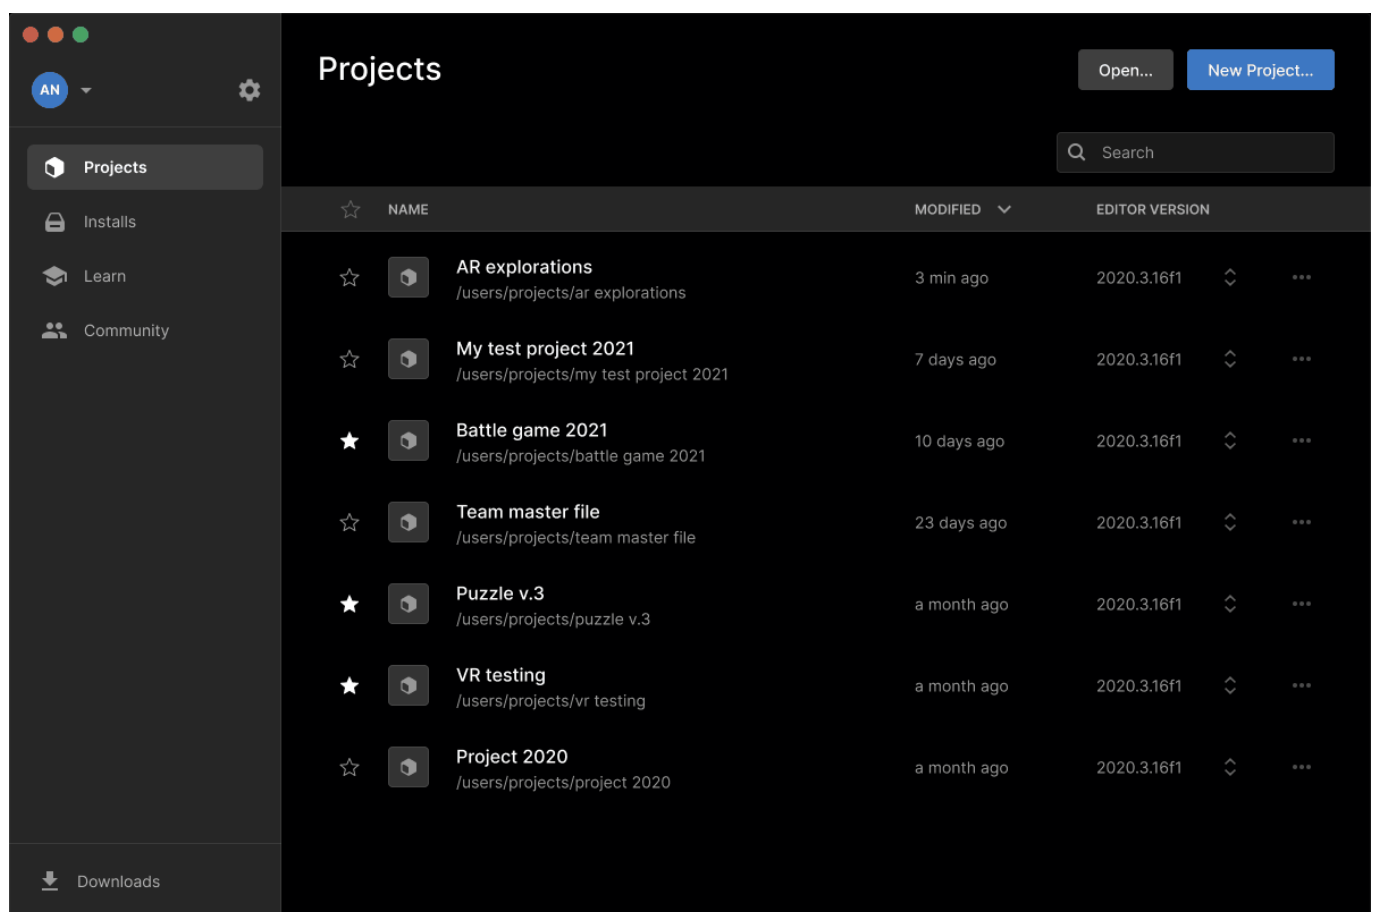 AN
Projects
Installs
Learn
Community
Downloads
Projects
Open...
New Project...
Search
NAME MODIFIED EDITOR VERSION
AR explorations
/users/projects/ar explorations
3 min ago 2020.3.16f1
My test project 2021
/users/projects/my test project 2021
7 days ago 2020.3.16f1
Battle game 2021
/users/projects/battle game 2021
10 days ago 2020.3.16f1
Team master file
/users/projects/team master file
23 days ago 2020.3.16f1
Puzzle v.3
/users/projects/puzzle v.3
a month ago 2020.3.16f1
VR testing
/users/projects/vr testing
a month ago 2020.3.16f1
Project 2020
/users/projects/project 2020
a month ago 2020.3.16f1